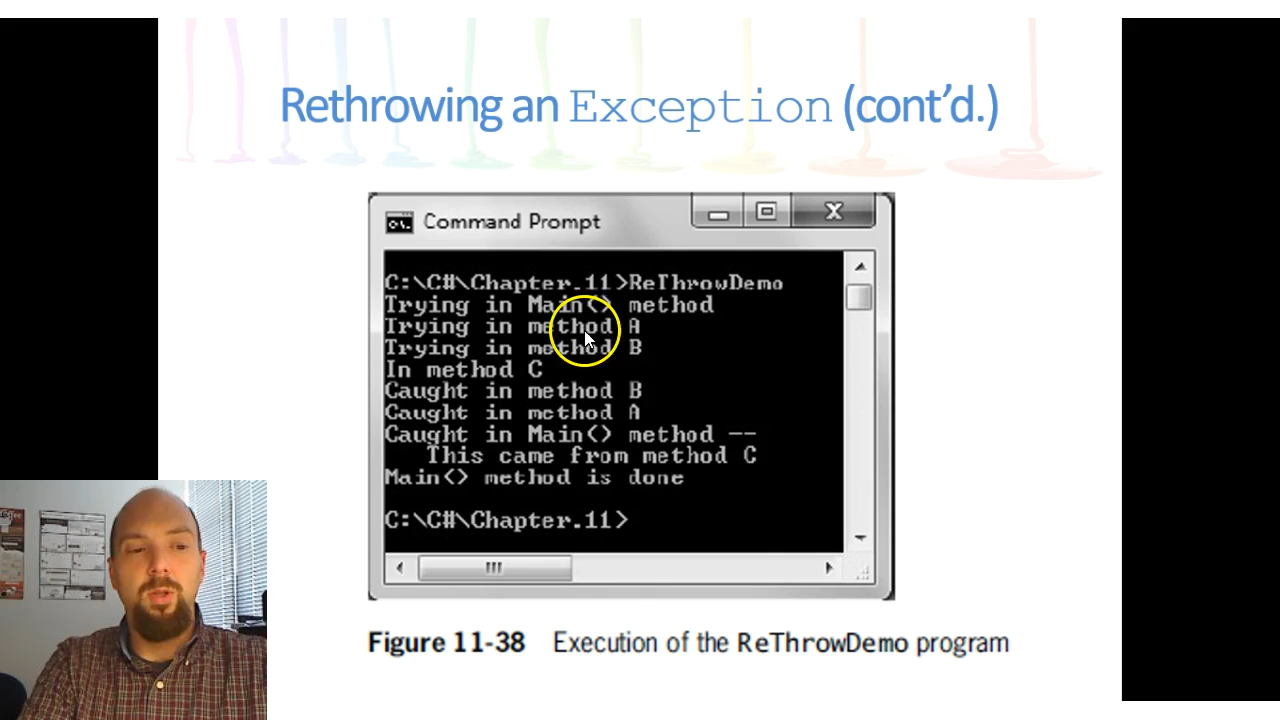 Rethrowing an Exception (cont'd.)
Command Prompt
C:\C#\Chapter.11>ReThrowDemo
Trying in Main() method
Trying in method A
Trying in method B
In method C
Caught in method B
Caught in method A
Caught in Main() method --
This came from method C
Main() method is done
C:\C#\Chapter.11>
Figure 11-38 Execution of the ReThrowDemo program